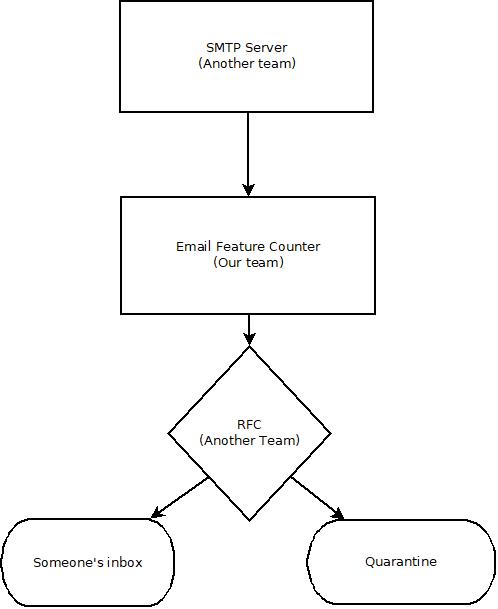 SMTP Server
(Another team)
Email Feature Counter
(Our team)
RFC
(Another Team)
Someone's inbox
Quarantine